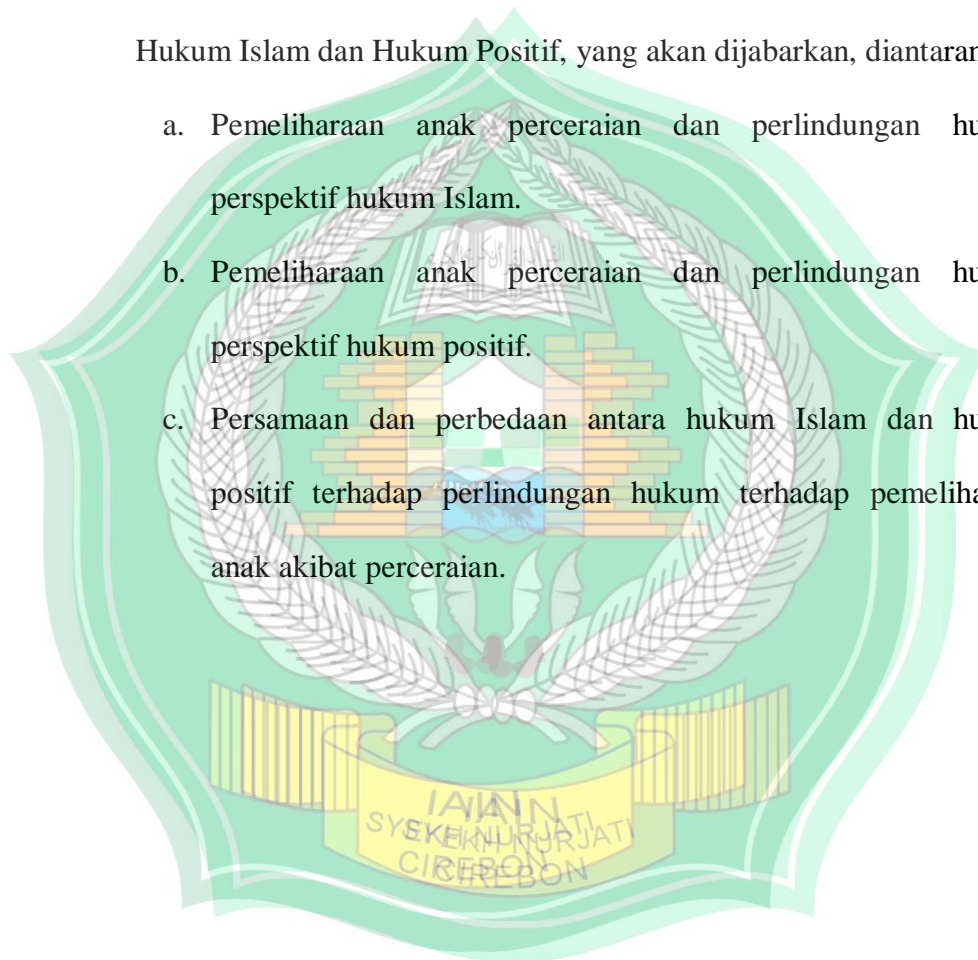 Hukum Islam dan Hukum Positif, yang akan dijabarkan, diantaran
a. Pemeliharaan anak perceraian dan perlindungan hu
perspektif hukum Islam.
b. Pemeliharaan anak perceraian dan perlindungan hu
perspektif hukum positif.
c. Persamaan dan perbedaan antara hukum Islam dan hu
positif terhadap perlindungan hukum terhadap pemeliha
anak akibat perceraian.
IAIN
SYEKH NURJATI
CIREBON